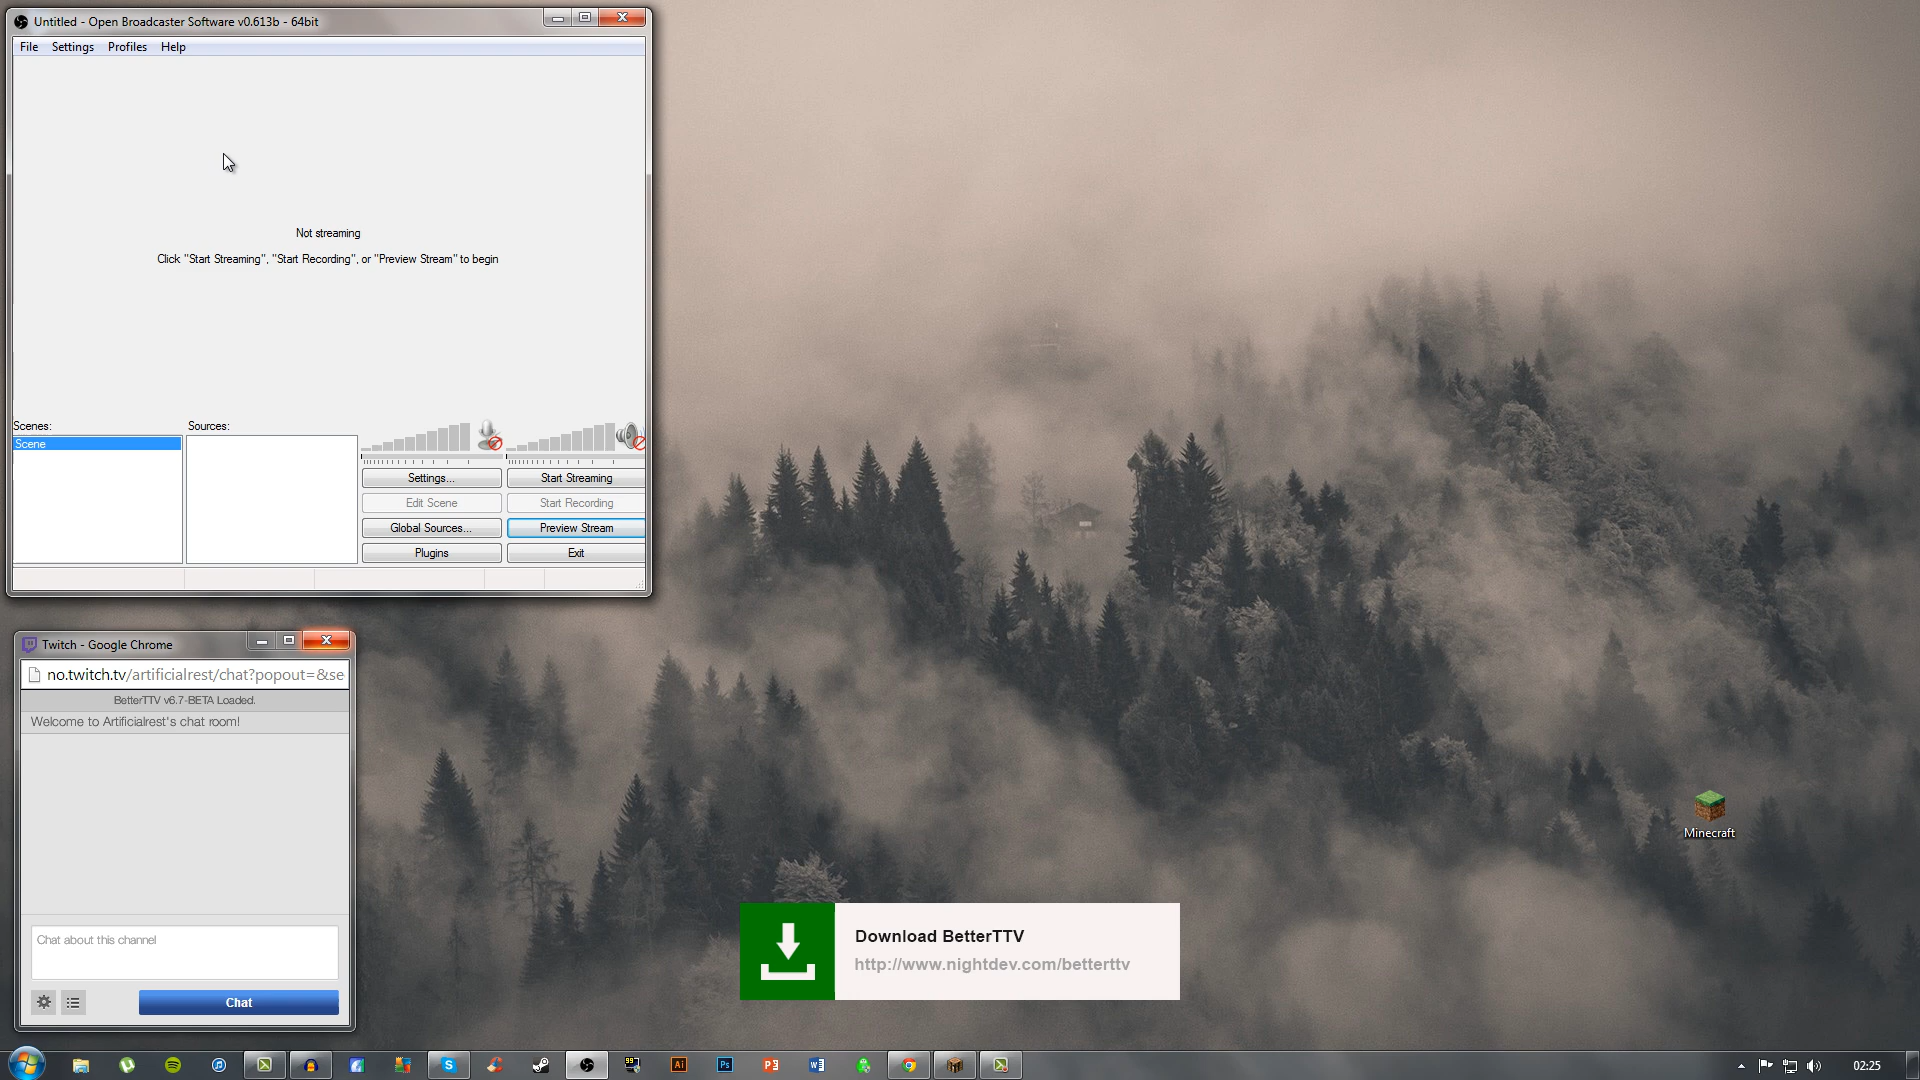 Untitled - Open Broadcaster Software v0.613b - 64bit
File Settings Profiles Help
Not streaming
Click "Start Streaming", "Start Recording", or "Preview Stream" to begin
Scenes:
Sources:
Scene
Settings...
Start Streaming
Edit Scene
Start Recording
Global Sources...
Preview Stream
Plugins
Exit
Twitch - Google Chrome
no.twitch.tv/artificialrest/chat?popout=&se
BetterTTV v6.7-BETA Loaded.
Welcome to Artificialrest's chat room!
Chat about this channel
Chat
Minecraft
Download BetterTTV
http://www.nightdev.com/betterttv
99
Ai
Ps
02:25